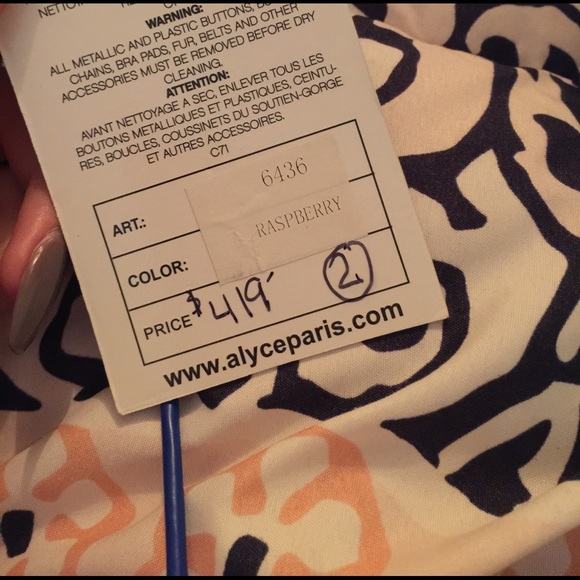 WARNING:
ALL METALLIC AND PLASTIC BUTTONS,
CHAINS, BRA PADS, FUR, BELTS AND OTHER
ACCESSORIES MUST BE REMOVED BEFORE DRY
CLEANING.
ATTENTION:
AVANT NETTOYAGE A SEC, ENLEVER TOUS LES
BOUTONS METALLIQUES ET PLASTIQUES, CEINTU-
RES, BOUCLES, COUSSINETS DU SOUTIEN-GORGE
ET AUTRES ACCESSOIRES.
C7I
ART.: 6436
COLOR: RASPBERRY
PRICE $419 2
www.alyceparis.com